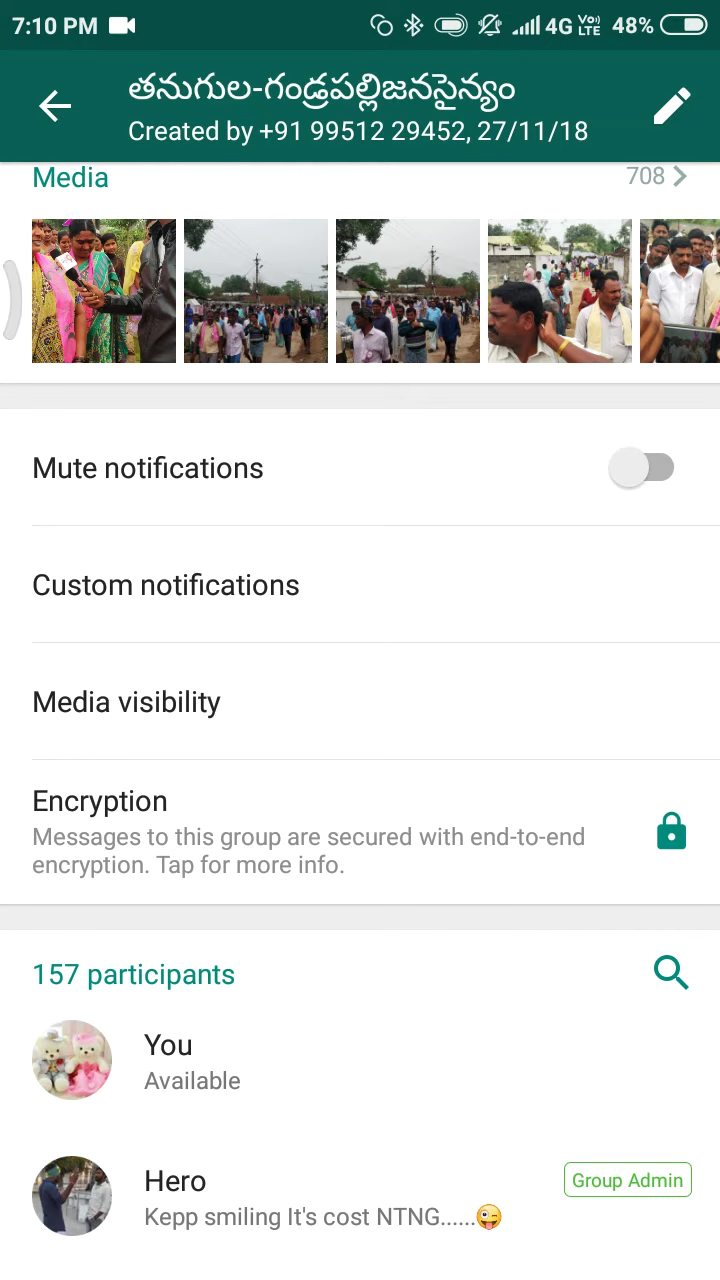 7:10 PM
4G Vo)) LTE 48%
తనుగుల-గండ్రపల్లిజనసైన్యం
Created by +91 99512 29452, 27/11/18
Media
708
Mute notifications
Custom notifications
Media visibility
Encryption
Messages to this group are secured with end-to-end
encryption. Tap for more info.
157 participants
You
Available
Hero
Group Admin
Kepp smiling It's cost NTNG......😜